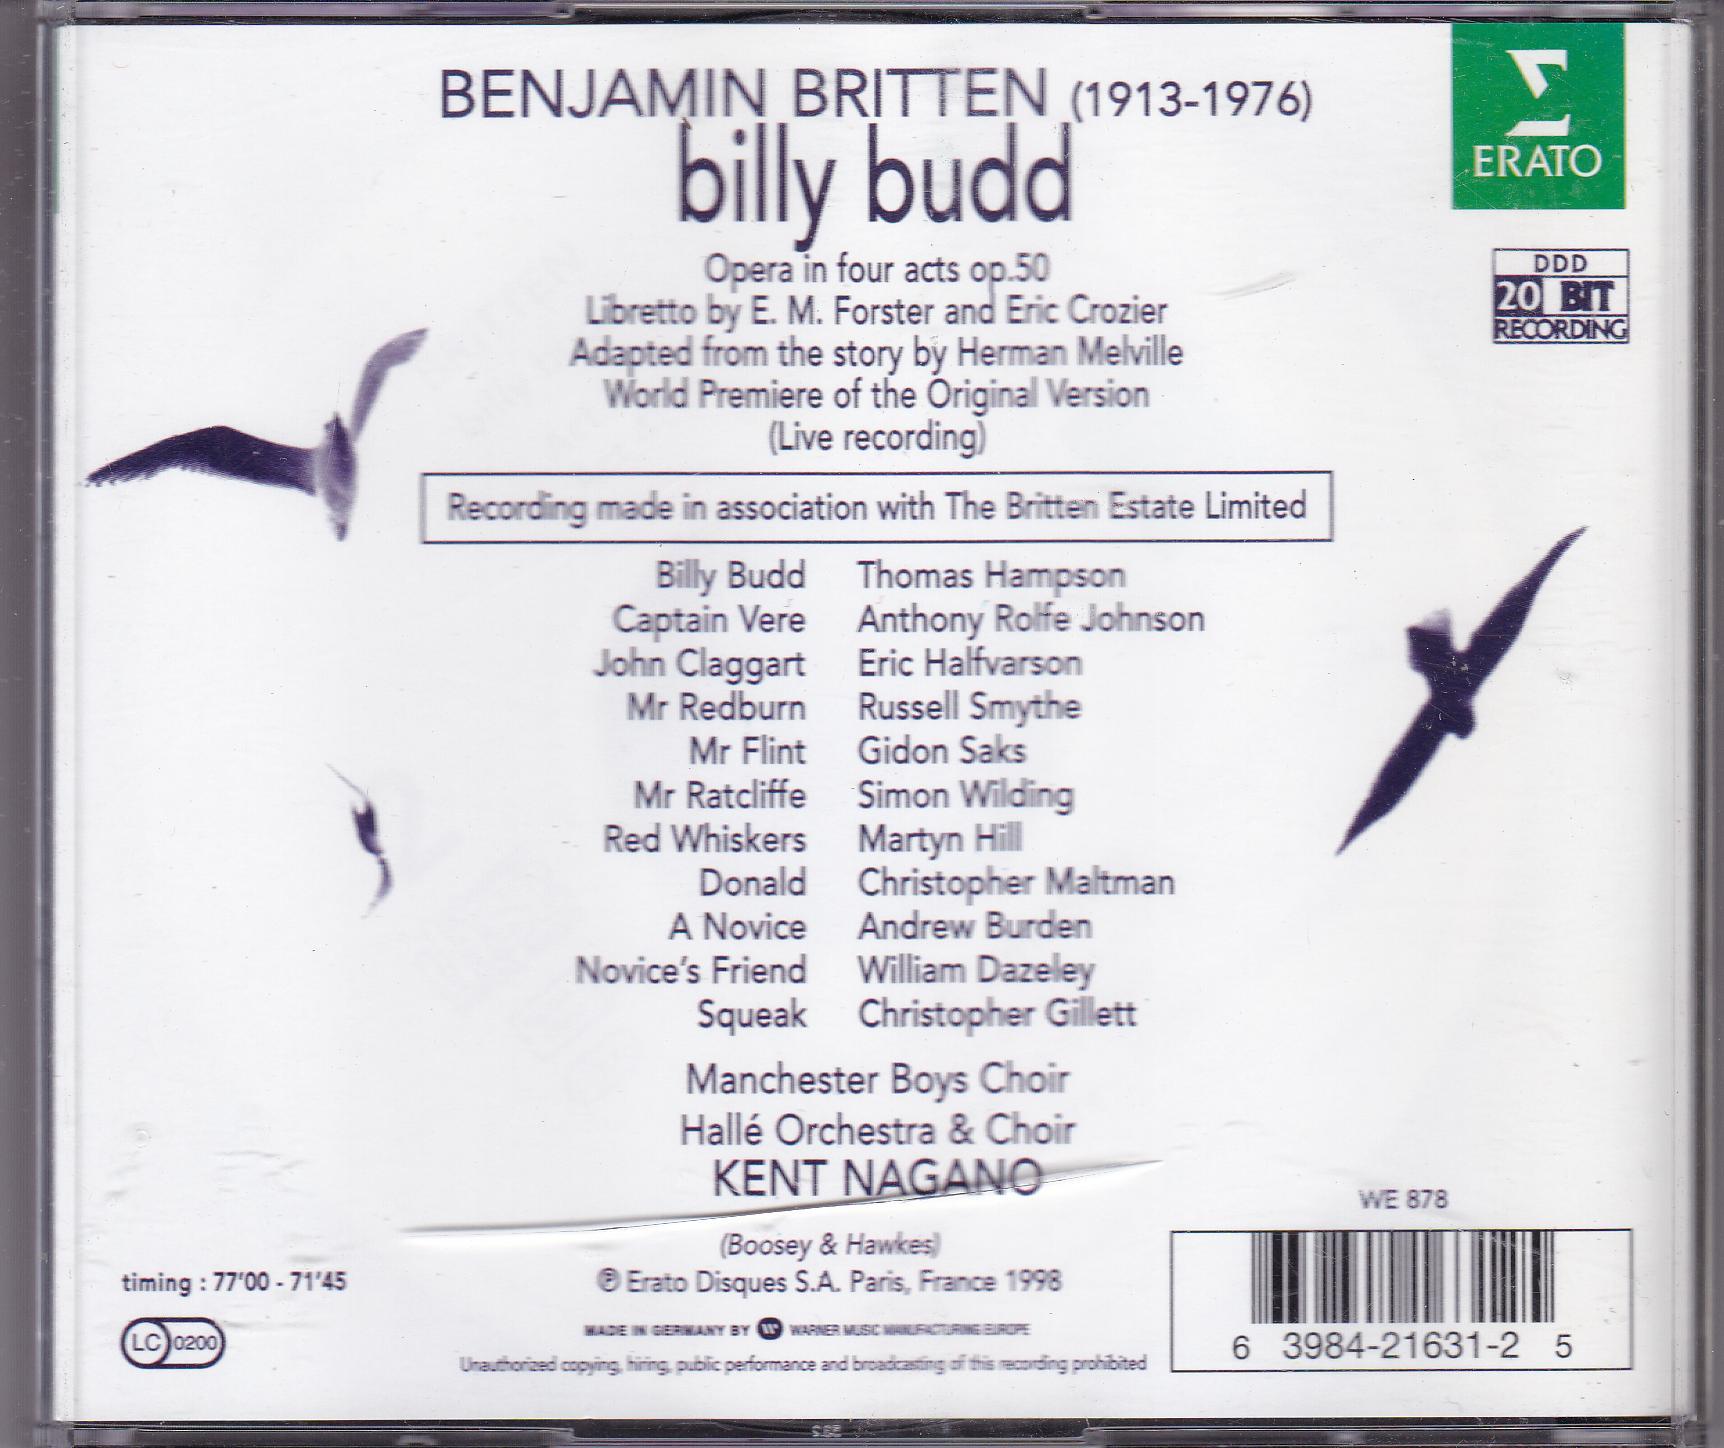 BENJAMIN BRITTEN (1913-1976)
billy budd
ERATO
Opera in four acts op.50
Libretto by E. M. Forster and Eric Crozier
Adapted from the story by Herman Melville
World Premiere of the Original Version
(Live recording)
DDD
20 BIT
RECORDING
Recording made in association with The Britten Estate Limited
Billy Budd Thomas Hampson
Captain Vere Anthony Rolfe Johnson
John Claggart Eric Halfvarson
Mr Redburn Russell Smythe
Mr Flint Gidon Saks
Mr Ratcliffe Simon Wilding
Red Whiskers Martyn Hill
Donald Christopher Maltman
A Novice Andrew Burden
Novice's Friend William Dazeley
Squeak Christopher Gillett
Manchester Boys Choir
Hallé Orchestra & Choir
KENT NAGANO
(Boosey & Hawkes)
℗ Erato Disques S.A. Paris, France 1998
MADE IN GERMANY BY WARNER MUSIC MANUFACTURING EUROPE
Unauthorized copying, hiring, public performance and broadcasting of this recording prohibited
timing : 77'00 - 71'45
LC 0200
WE 878
6 3984-21631-2 5